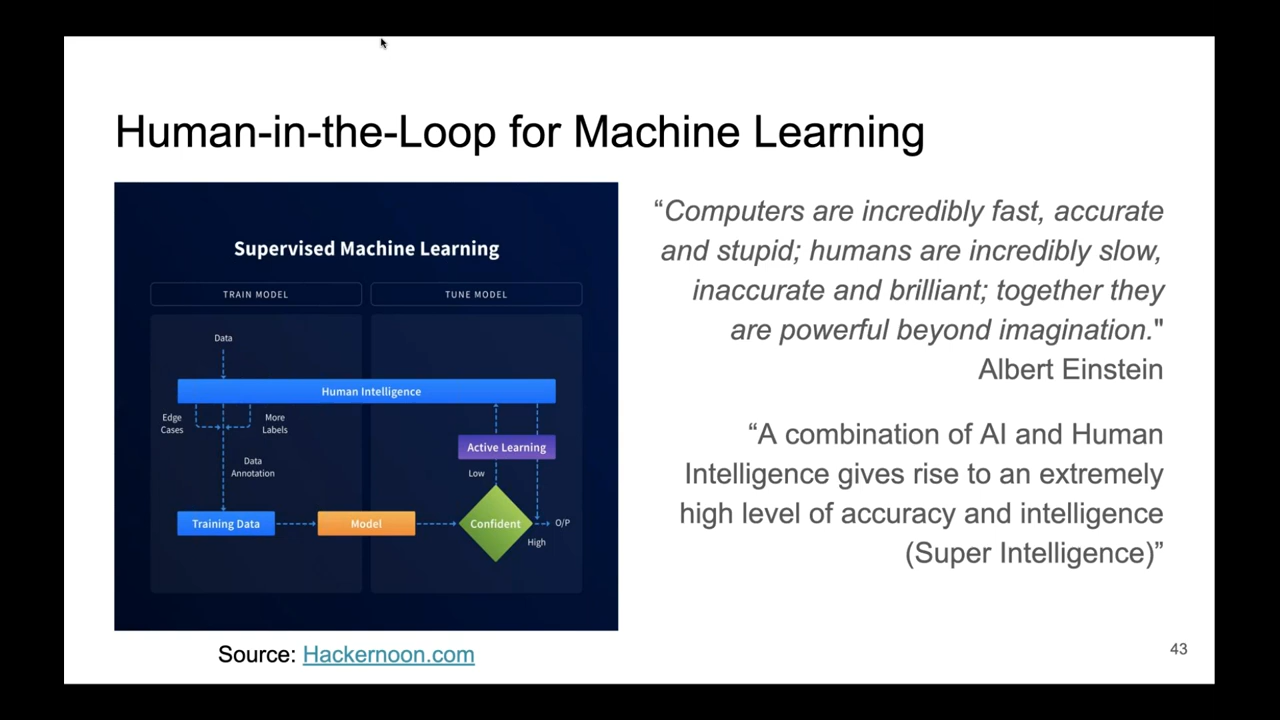 Human-in-the-Loop for Machine Learning
Supervised Machine Learning
TRAIN MODEL
TUNE MODEL
Data
Human Intelligence
Edge
Cases
More
Labels
Data
Annotation
Active Learning
Low
Training Data
Model
Confident
O/P
High
Source: Hackernoon.com
“Computers are incredibly fast, accurate
and stupid; humans are incredibly slow,
inaccurate and brilliant; together they
are powerful beyond imagination."
Albert Einstein
“A combination of AI and Human
Intelligence gives rise to an extremely
high level of accuracy and intelligence
(Super Intelligence)”
43